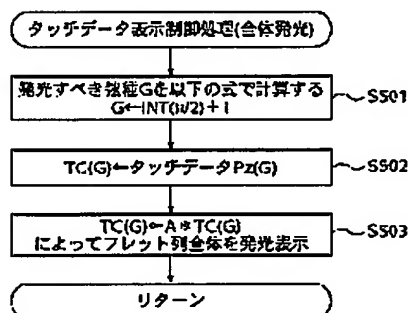 タッチデータ表示制御処理(合体発光)
発光すべき弦種Gを以下の式で計算する
G←INT(n/2)+1
S501
TC(G)←タッチデータPz(G)
S502
TC(G)←A*TC(G)
によってフレット列全体を発光表示
S503
リターン